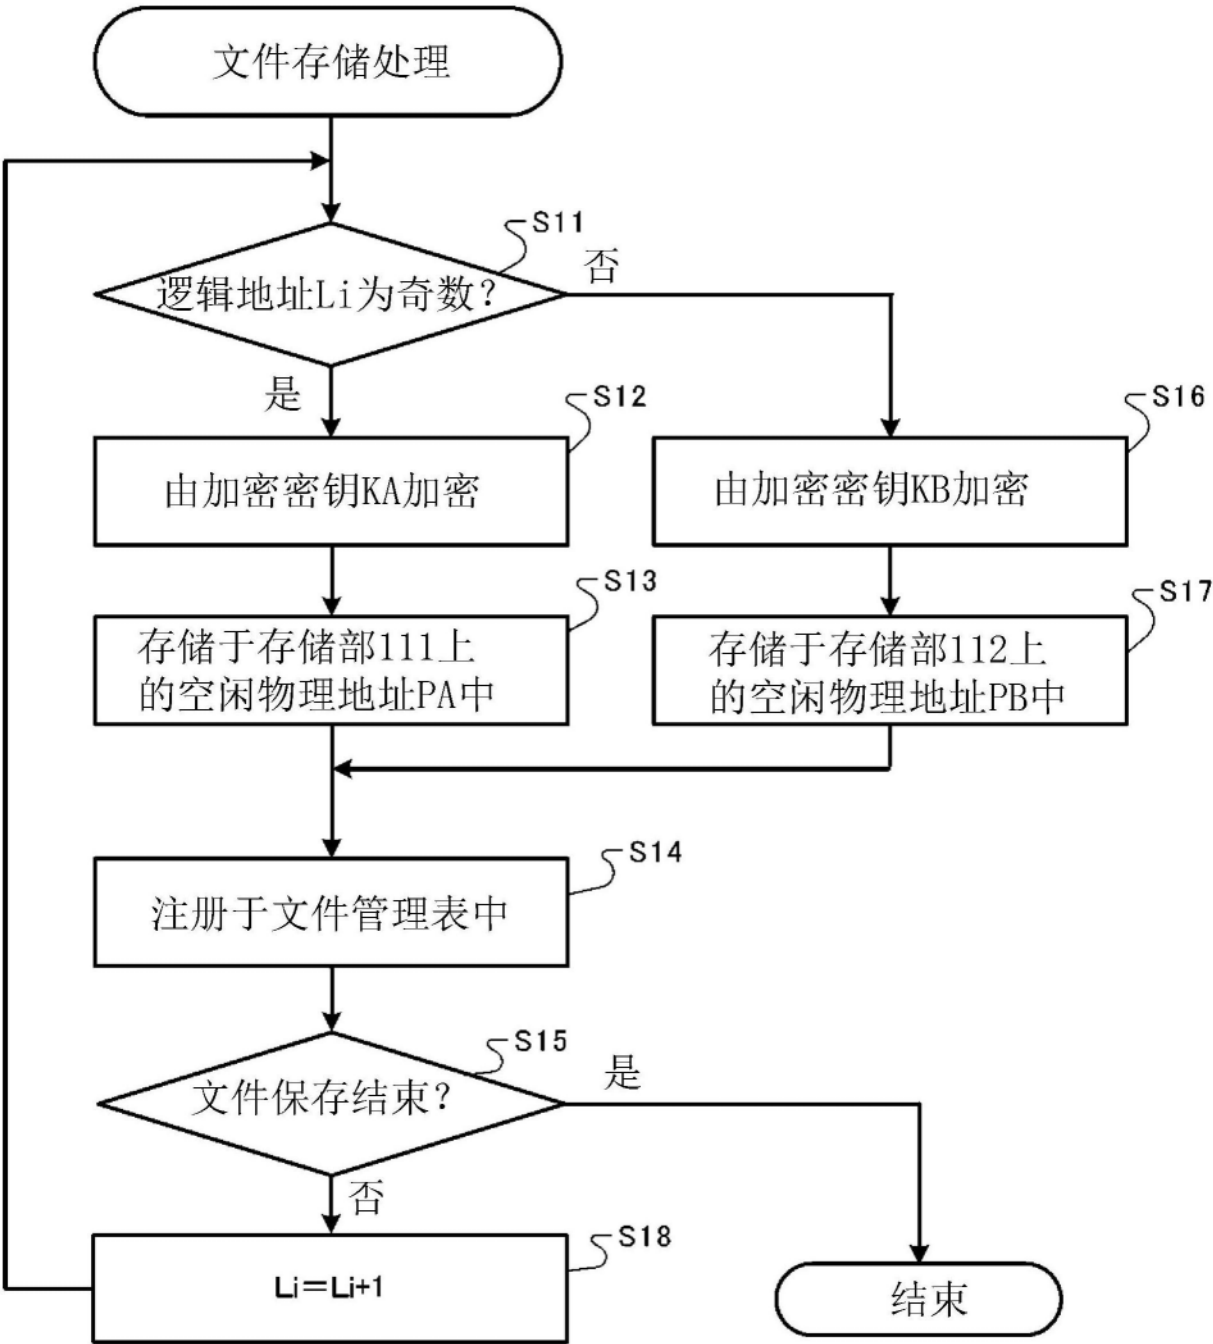 文件存储处理
S11
逻辑地址Li为奇数?
否
是
S12
由加密密钥KA加密
S16
由加密密钥KB加密
S13
存储于存储部111上
的空闲物理地址PA中
S17
存储于存储部112上
的空闲物理地址PB中
S14
注册于文件管理表中
S15
文件保存结束?
是
否
S18
Li=Li+1
结束